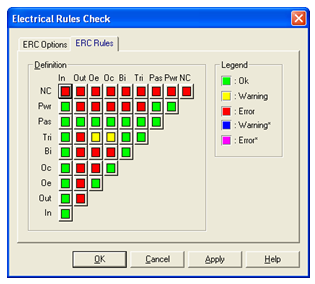 Electrical Rules Check
ERC Options ERC Rules
Definition
In Out Oe Oc Bi Tri Pas Pwr NC
NC
Pwr
Pas
Tri
Bi
Oc
Oe
Out
In
Legend
: Ok
: Warning
: Error
: Warning*
: Error*
OK Cancel Apply Help